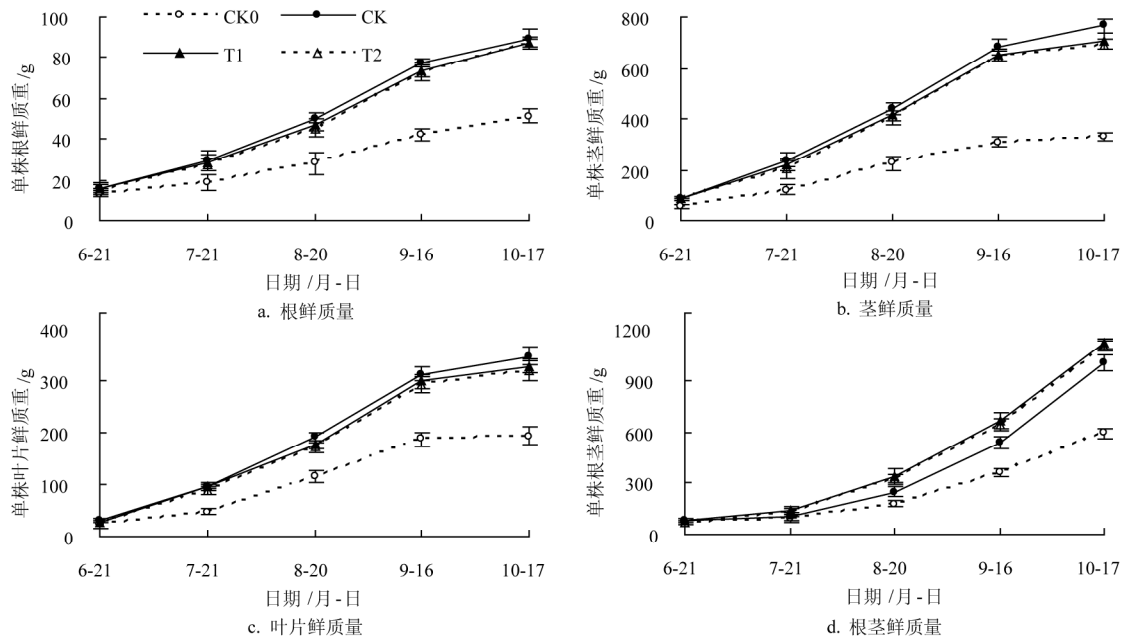 100
80
60
40
20
0
单株根鲜质重 /g
CK0
CK
T1
T2
6-21
7-21
8-20
9-16
10-17
日期 /月-日
a. 根鲜质量
800
600
400
200
0
单株茎鲜质重 /g
6-21
7-21
8-20
9-16
10-17
日期 /月-日
b. 茎鲜质量
400
300
200
100
0
单株叶片鲜质重 /g
6-21
7-21
8-20
9-16
10-17
日期 /月-日
c. 叶片鲜质量
1200
900
600
300
0
单株根茎鲜质重 /g
6-21
7-21
8-20
9-16
10-17
日期 /月-日
d. 根茎鲜质量